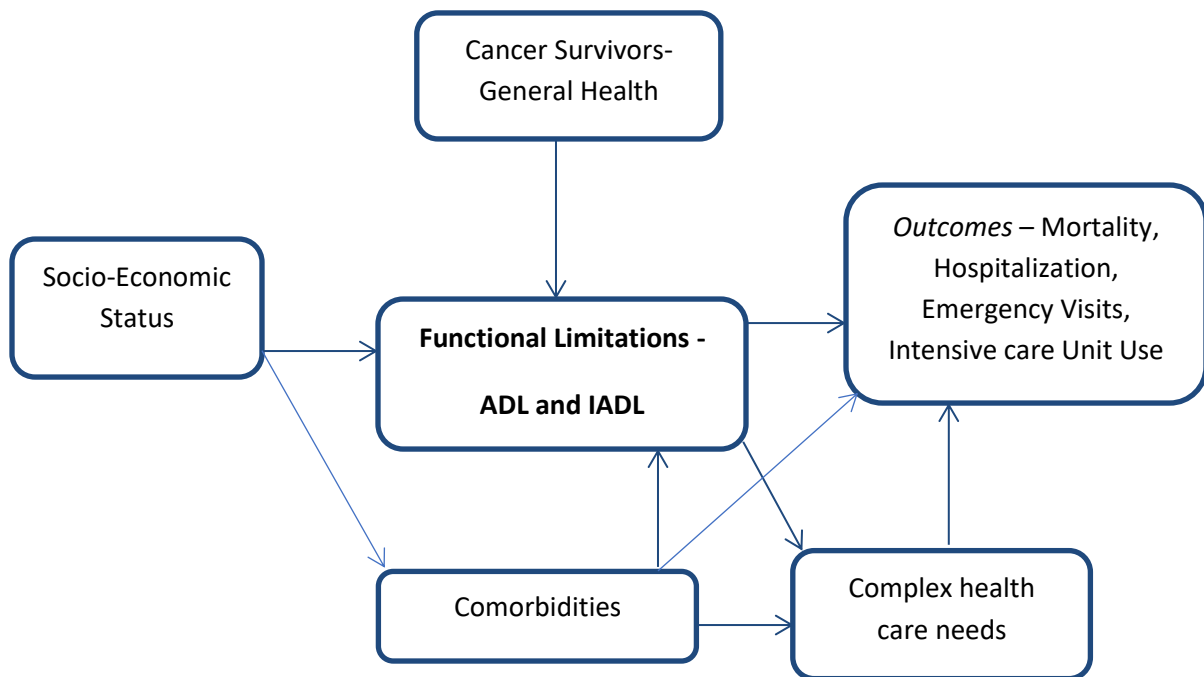 Cancer Survivors-
General Health
Socio-Economic
Status
Functional Limitations -
ADL and IADL
Outcomes – Mortality,
Hospitalization,
Emergency Visits,
Intensive care Unit Use
Comorbidities
Complex health
care needs